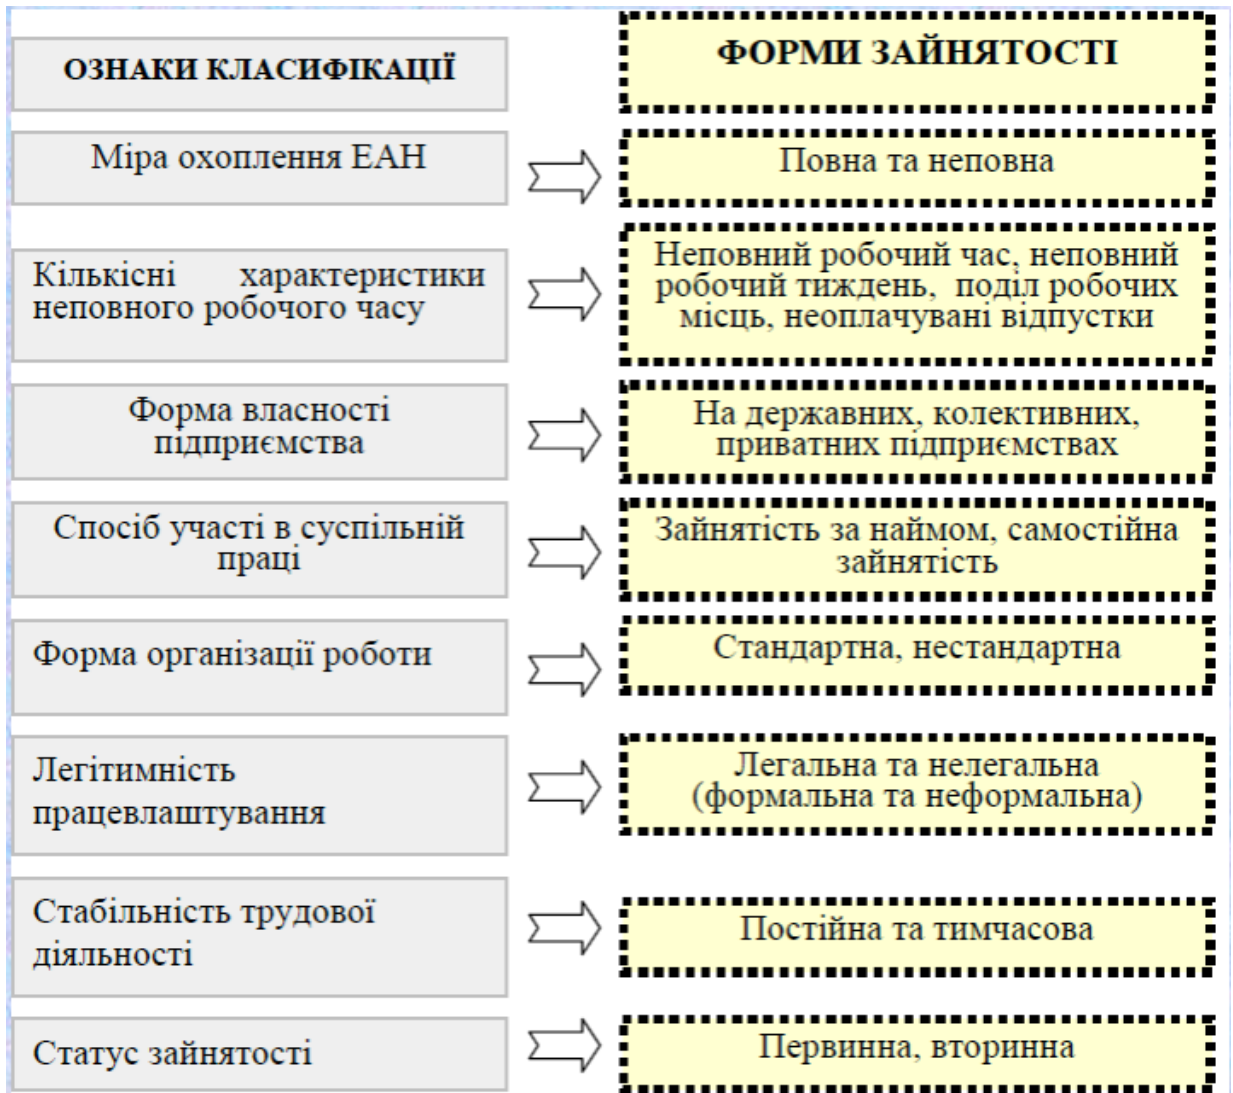 ОЗНАКИ КЛАСИФІКАЦІЇ
ФОРМИ ЗАЙНЯТОСТІ
Міра охоплення ЕАН
Повна та неповна
Кількісні характеристики
неповного робочого часу
Неповний робочий час, неповний
робочий тиждень, поділ робочих
місць, неоплачувані відпустки
Форма власності
підприємства
На державних, колективних,
приватних підприємствах
Спосіб участі в суспільній
праці
Зайнятість за наймом, самостійна
зайнятість
Форма організації роботи
Стандартна, нестандартна
Легітимність
працевлаштування
Легальна та нелегальна
(формальна та неформальна)
Стабільність трудової
діяльності
Постійна та тимчасова
Статус зайнятості
Первинна, вторинна